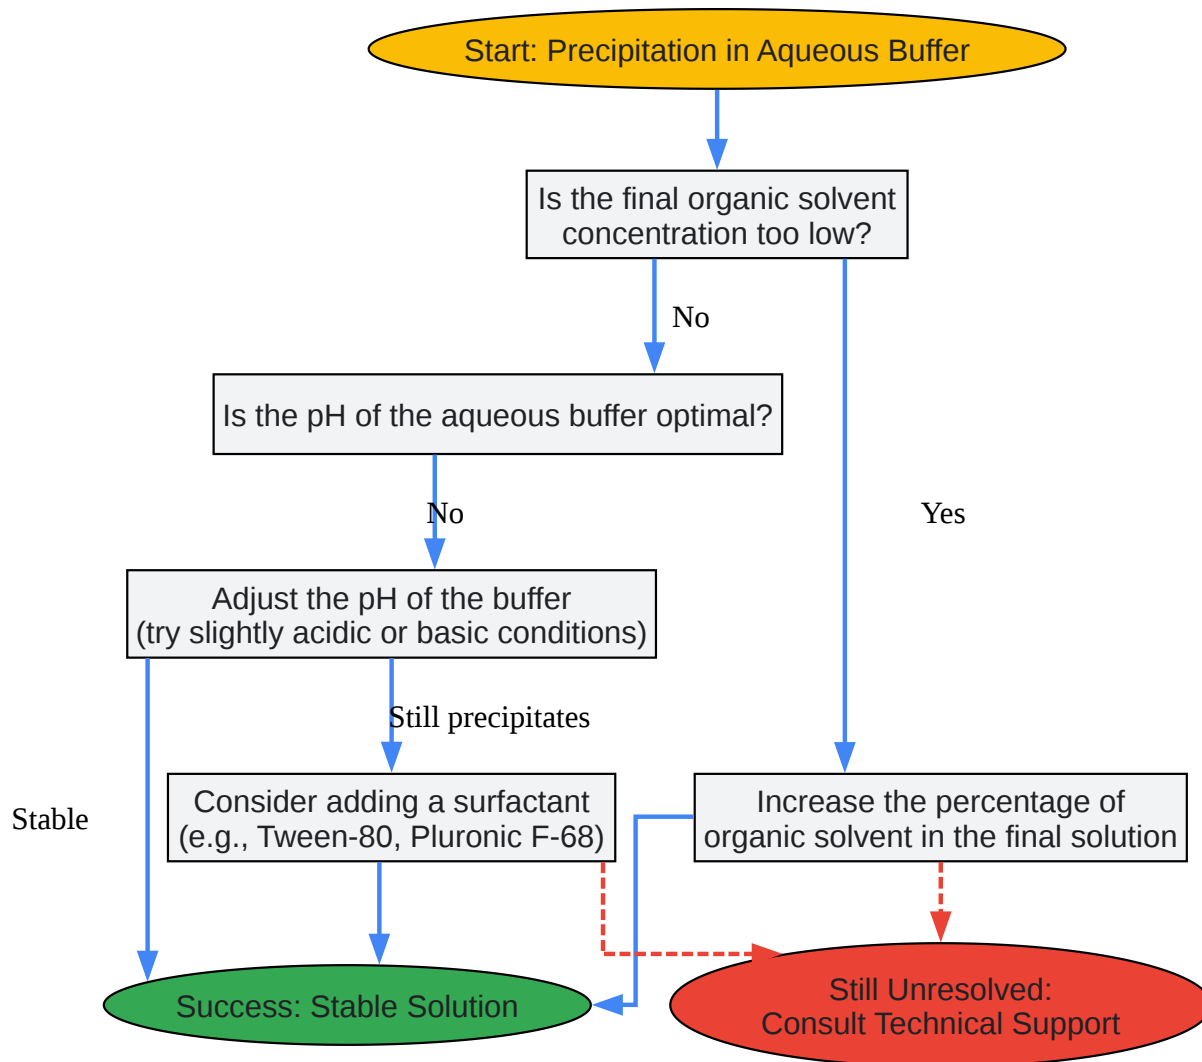 Start: Precipitation in Aqueous Buffer
Is the final organic solvent
concentration too low?
No
Is the pH of the aqueous buffer optimal?
No
Yes
Adjust the pH of the buffer
(try slightly acidic or basic conditions)
Still precipitates
Stable
Consider adding a surfactant
(e.g., Tween-80, Pluronic F-68)
Increase the percentage of
organic solvent in the final solution
Success: Stable Solution
Still Unresolved:
Consult Technical Support